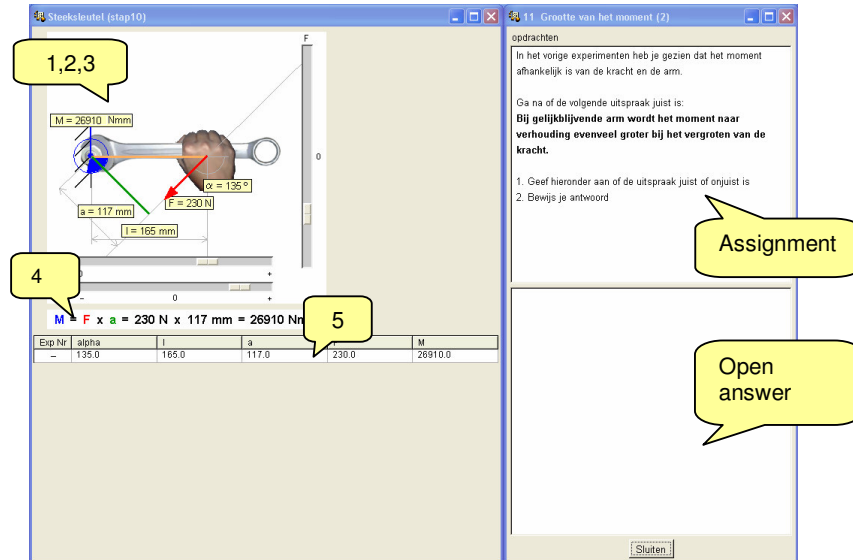 Steeksleutel (stap10)
1,2,3
F
M = 26910 Nmm
0
α = 135°
F = 230 N
a = 117 mm
l = 165 mm
0
+
4
–
0
+
M = F x a = 230 N x 117 mm = 26910 Nm
5
Exp Nr alpha l a M
– 135.0 165.0 117.0 230.0 26910.0
11 Grootte van het moment (2)
opdrachten
In het vorige experimenten heb je gezien dat het moment
afhankelijk is van de kracht en de arm.
Ga na of de volgende uitspraak juist is:
Bij gelijkblijvende arm wordt het moment naar
verhouding evenveel groter bij het vergroten van de
kracht.
1. Geef hieronder aan of de uitspraak juist of onjuist is
2. Bewijs je antwoord
Assignment
Open
answer
Sluiten